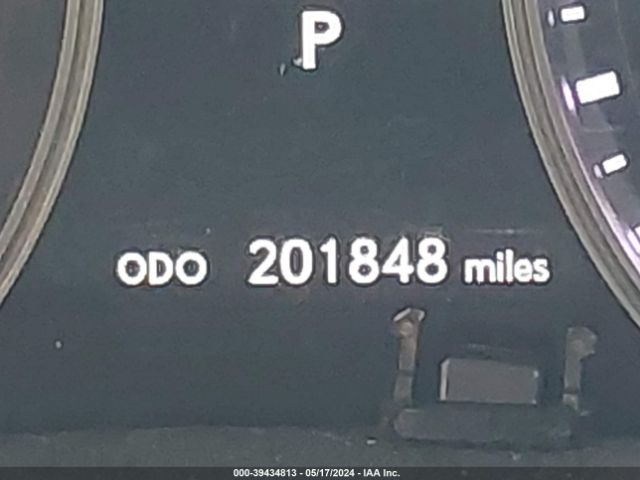 P
ODO 201848 miles
000-39434813 - 05/17/2024 - IAA Inc.